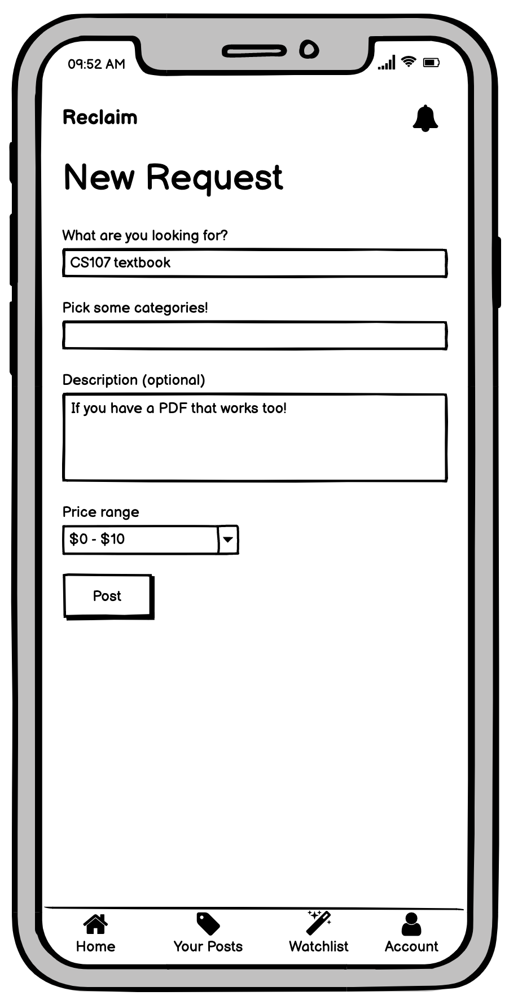 09:52 AM
Reclaim
New Request
What are you looking for?
CS107 textbook
Pick some categories!
Description (optional)
If you have a PDF that works too!
Price range
$0 - $10
Post
Home
Your Posts
Watchlist
Account